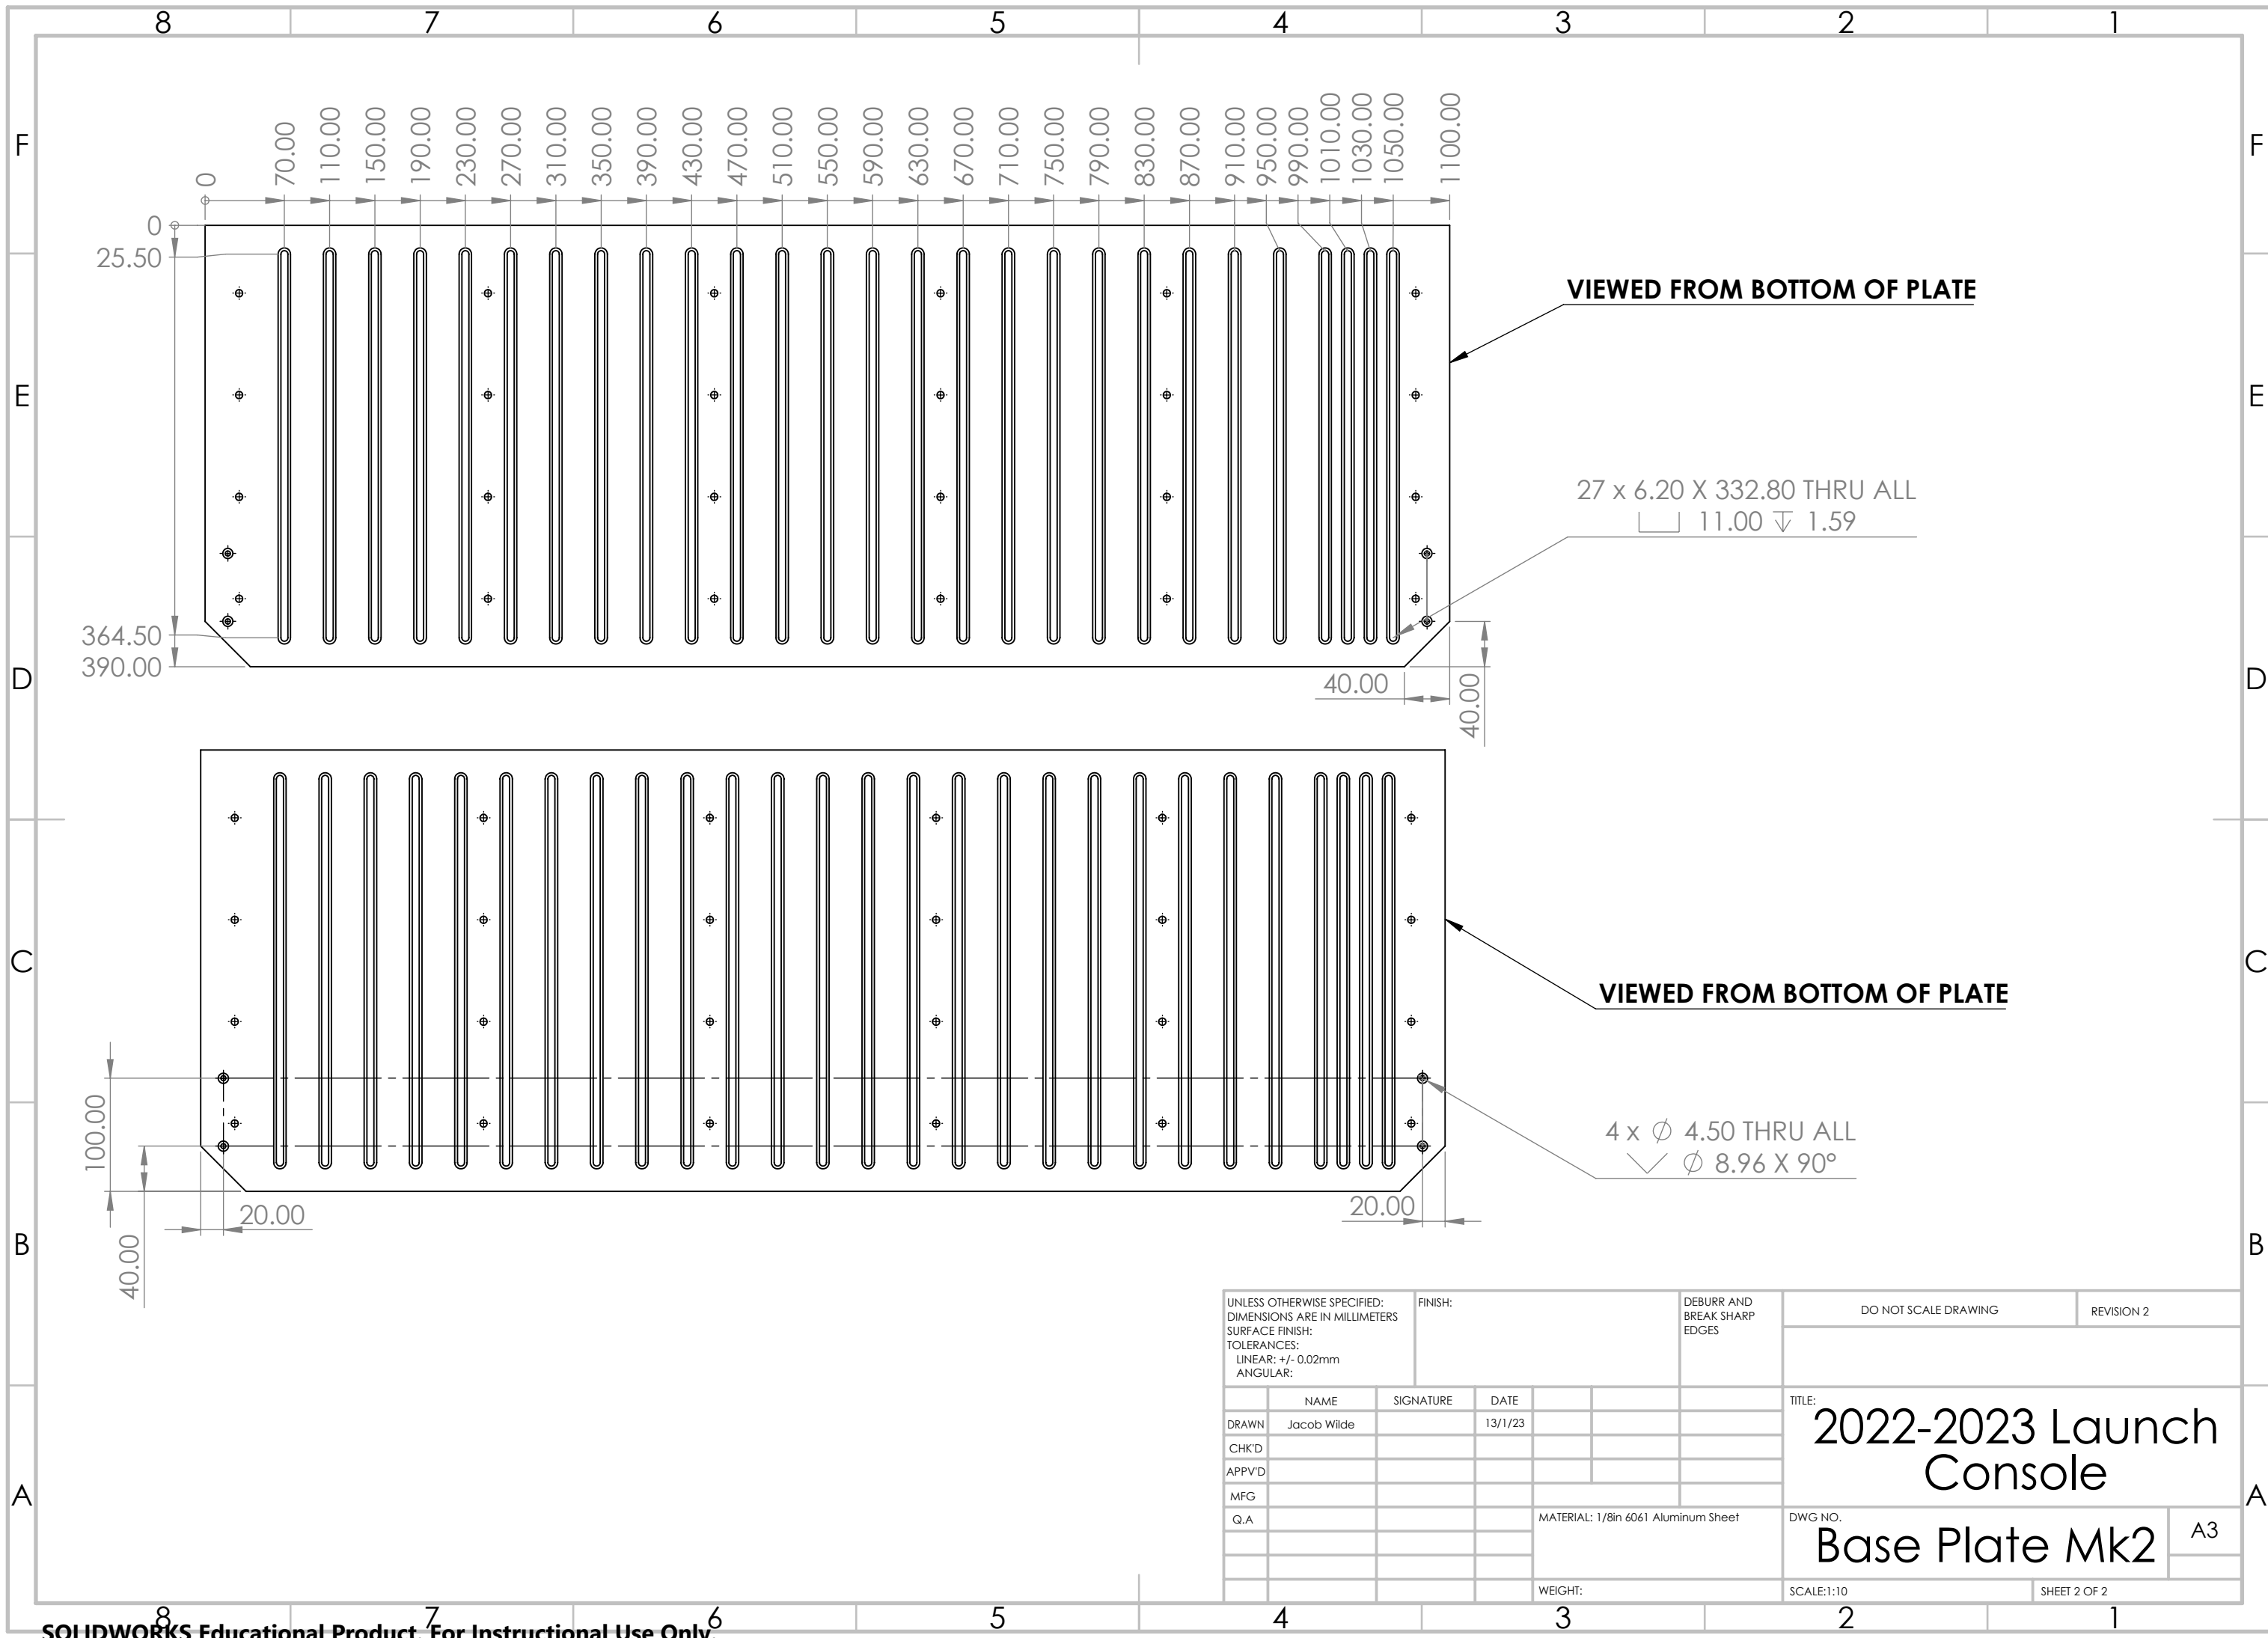 8 7 6 5 4 3 2 1
F
E
D
C
B
A
F
E
D
C
B
A
0
70.00
110.00
150.00
190.00
230.00
270.00
310.00
350.00
390.00
430.00
470.00
510.00
550.00
590.00
630.00
670.00
710.00
750.00
790.00
830.00
870.00
910.00
950.00
990.00
1010.00
1030.00
1050.00
1100.00
0
25.50
364.50
390.00
VIEWED FROM BOTTOM OF PLATE
27 x 6.20 X 332.80 THRU ALL
⌴ 11.00 ↧ 1.59
40.00
40.00
VIEWED FROM BOTTOM OF PLATE
4 x ∅ 4.50 THRU ALL
⌵ ∅ 8.96 X 90°
100.00
40.00
20.00
20.00
UNLESS OTHERWISE SPECIFIED:
DIMENSIONS ARE IN MILLIMETERS
SURFACE FINISH:
TOLERANCES:
LINEAR: +/- 0.02mm
ANGULAR:
FINISH:
DEBURR AND
BREAK SHARP
EDGES
DO NOT SCALE DRAWING
REVISION 2
NAME SIGNATURE DATE
DRAWN Jacob Wilde 13/1/23
CHK'D
APPV'D
MFG
Q.A
MATERIAL: 1/8in 6061 Aluminum Sheet
WEIGHT:
TITLE:
2022-2023 Launch
Console
DWG NO.
Base Plate Mk2
A3
SCALE:1:10
SHEET 2 OF 2
8 7 6 5 4 3 2 1
SOLIDWORKS Educational Product. For Instructional Use Only.